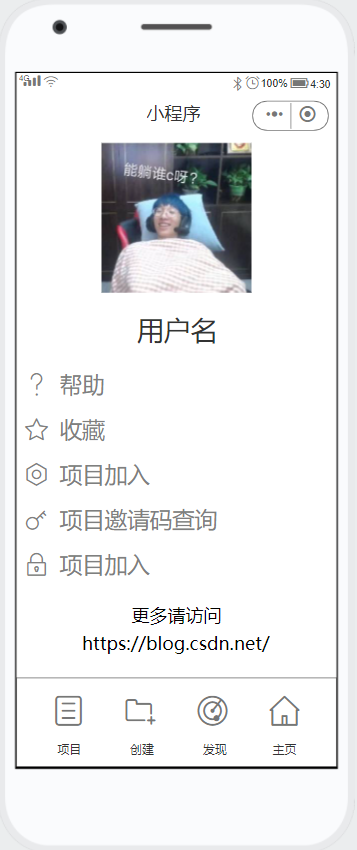 4G 100% 4:30
小程序
能躺谁c呀?
用户名
帮助
收藏
项目加入
项目邀请码查询
项目加入
更多请访问
https://blog.csdn.net/
项目 创建 发现 主页